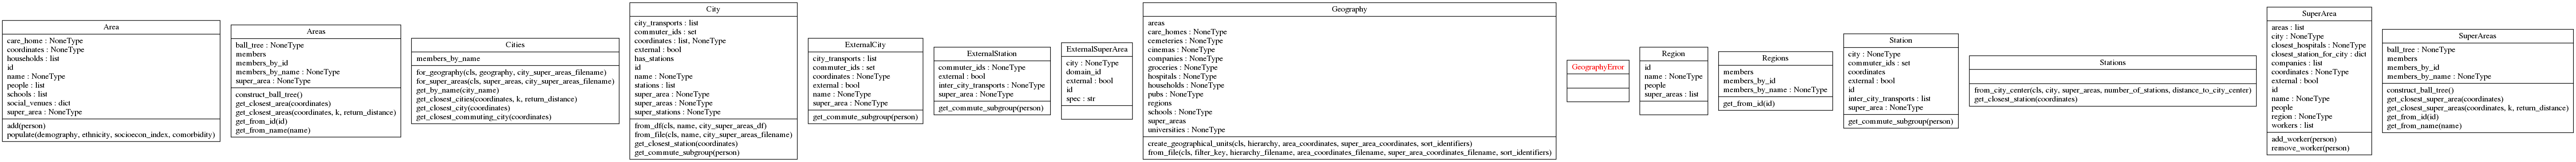 Area
care_home : NoneType
coordinates : NoneType
households : list
id
name : NoneType
people : list
schools : list
social_venues : dict
super_area : NoneType
add(person)
populate(demography, ethnicity, socioecon_index, comorbidity)
Areas
ball_tree : NoneType
members
members_by_id
members_by_name : NoneType
super_area : NoneType
construct_ball_tree()
get_closest_area(coordinates)
get_closest_areas(coordinates, k, return_distance)
get_from_id(id)
get_from_name(name)
Cities
members_by_name
for_geography(cls, geography, city_super_areas_filename)
for_super_areas(cls, super_areas, city_super_areas_filename)
get_by_name(city_name)
get_closest_cities(coordinates, k, return_distance)
get_closest_city(coordinates)
get_closest_commuting_city(coordinates)
City
city_transports : list
commuter_ids : set
coordinates : list, NoneType
external : bool
has_stations
id
name : NoneType
stations : list
super_area : NoneType
super_areas : NoneType
super_stations : NoneType
from_df(cls, name, city_super_areas_df)
from_file(cls, name, city_super_areas_filename)
get_closest_station(coordinates)
get_commute_subgroup(person)
ExternalCity
city_transports : list
commuter_ids : set
coordinates : NoneType
external : bool
name : NoneType
super_area : NoneType
get_commute_subgroup(person)
ExternalStation
commuter_ids : NoneType
external : bool
inter_city_transports : NoneType
super_area : NoneType
get_commute_subgroup(person)
ExternalSuperArea
city : NoneType
domain_id
external : bool
id
spec : str
Geography
areas
care_homes : NoneType
cemeteries : NoneType
cinemas : NoneType
companies : NoneType
groceries : NoneType
hospitals : NoneType
households : NoneType
pubs : NoneType
regions
schools : NoneType
super_areas
universities : NoneType
create_geographical_units(cls, hierarchy, area_coordinates, super_area_coordinates, sort_identifiers)
from_file(cls, filter_key, hierarchy_filename, area_coordinates_filename, super_area_coordinates_filename, sort_identifiers)
GeographyError
Region
id
name : NoneType
people
super_areas : list
Regions
members
members_by_id
members_by_name : NoneType
get_from_id(id)
Station
city : NoneType
commuter_ids : set
coordinates
external : bool
id
inter_city_transports : list
super_area : NoneType
get_commute_subgroup(person)
Stations
from_city_center(cls, city, super_areas, number_of_stations, distance_to_city_center)
get_closest_station(coordinates)
SuperArea
areas : list
city : NoneType
closest_hospitals : NoneType
closest_station_for_city : dict
companies : list
coordinates : NoneType
external : bool
id
name : NoneType
people
region : NoneType
workers : list
add_worker(person)
remove_worker(person)
SuperAreas
ball_tree : NoneType
members
members_by_id
members_by_name : NoneType
construct_ball_tree()
get_closest_super_area(coordinates)
get_closest_super_areas(coordinates, k, return_distance)
get_from_id(id)
get_from_name(name)